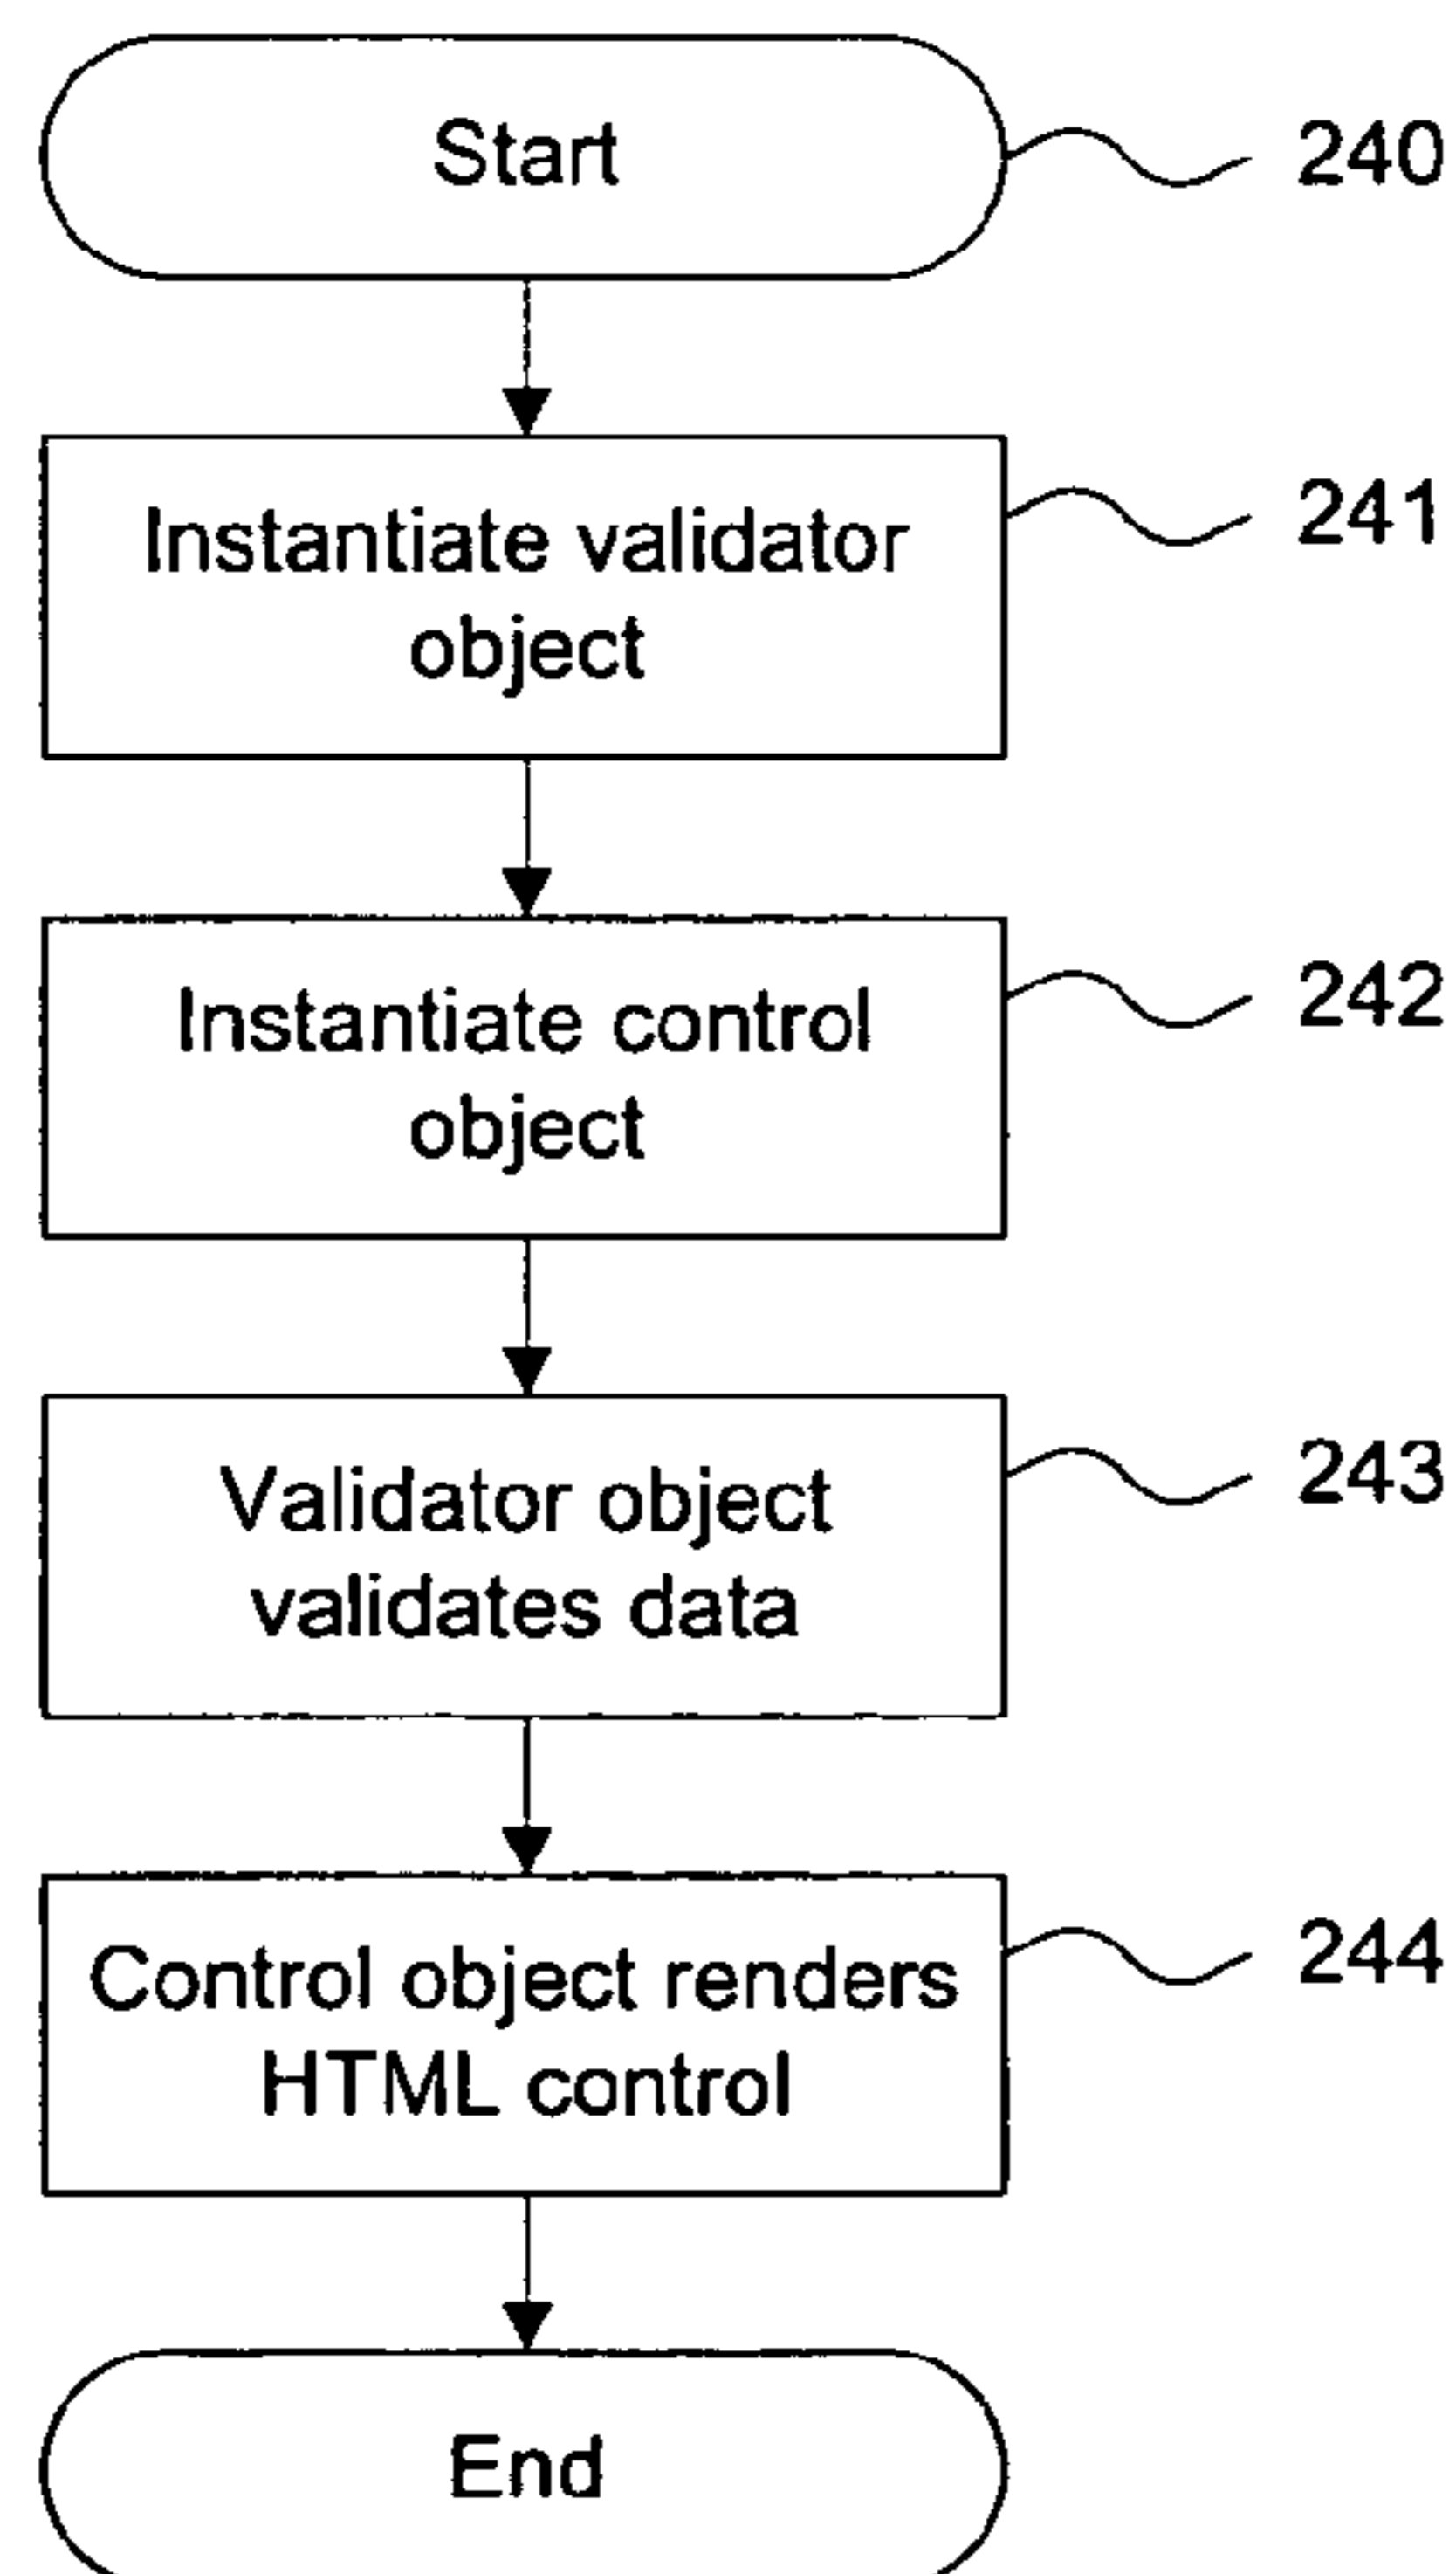 Start
240
Instantiate validator
object
241
Instantiate control
object
242
Validator object
validates data
243
Control object renders
HTML control
244
End